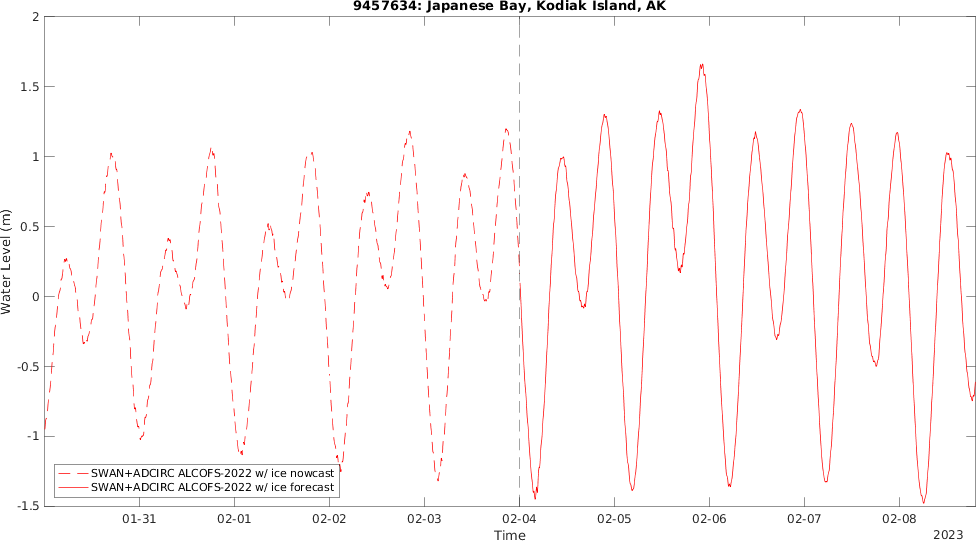 9457634: Japanese Bay, Kodiak Island, AK
2
1.5
1
0.5
0
-0.5
-1
-1.5
Water Level (m)
SWAN+ADCIRC ALCOFS-2022 w/ ice nowcast
SWAN+ADCIRC ALCOFS-2022 w/ ice forecast
01-31 02-01 02-02 02-03 02-04 02-05 02-06 02-07 02-08
Time
2023